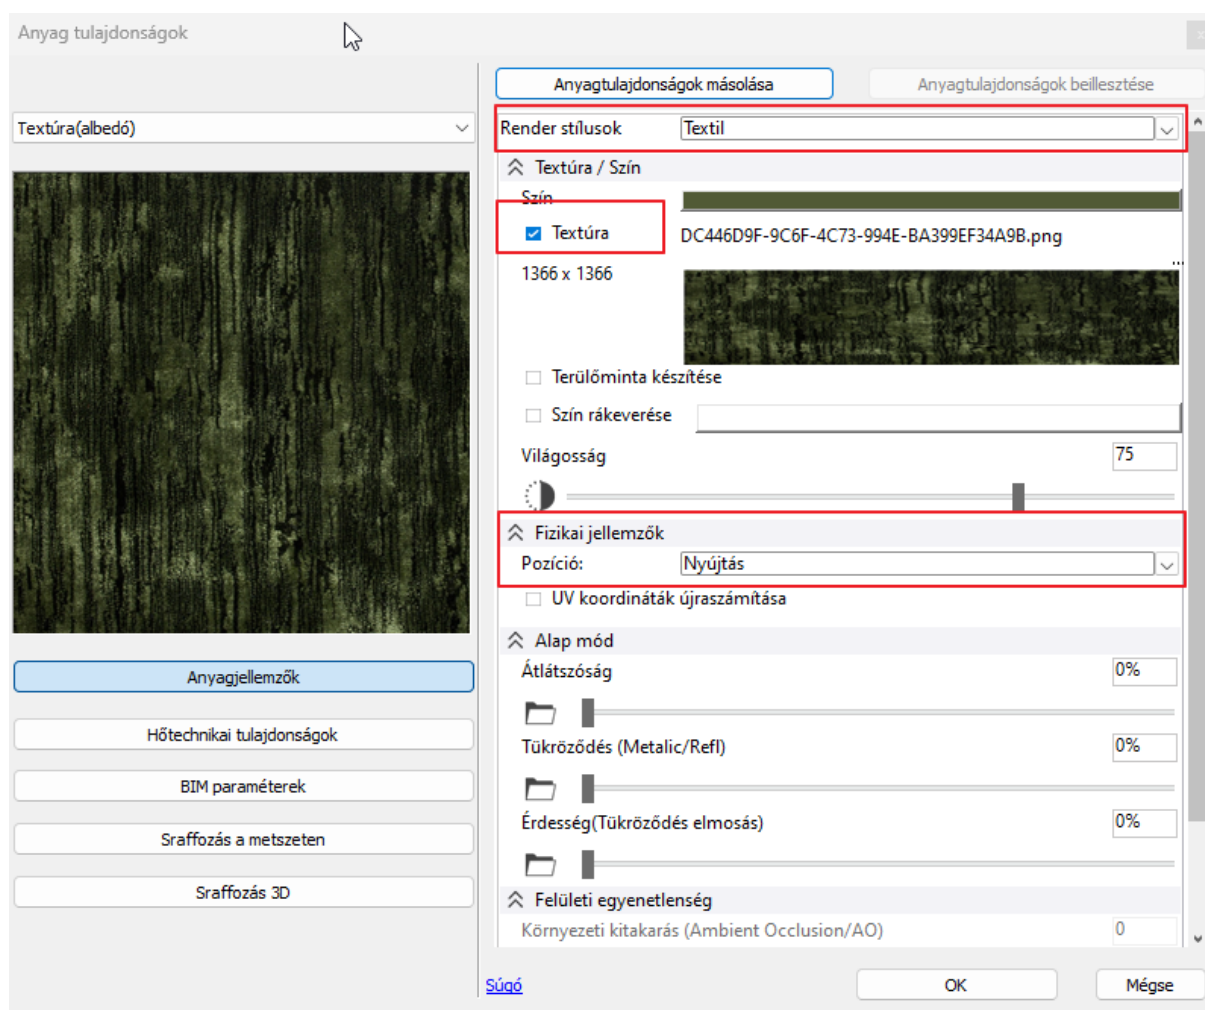 Anyag tulajdonságok
Anyagtulajdonságok másolása
Anyagtulajdonságok beillesztése
Textúra(albedó)
Render stílusok
Textil
Textúra / Szín
Szín
Textúra
DC446D9F-9C6F-4C73-994E-BA399EF34A9B.png
...
1366 x 1366
Terülőminta készítése
Szín rákeverése
Világosság
75
Fizikai jellemzők
Pozíció:
Nyújtás
UV koordináták újraszámítása
Alap mód
Átlátszóság
0%
Tükröződés (Metalic/Refl)
0%
Érdesség(Tükröződés elmosás)
0%
Felületi egyenetlenség
Környezeti kitakarás (Ambient Occlusion/AO)
0
Anyagjellemzők
Hőtechnikai tulajdonságok
BIM paraméterek
Sraffozás a metszeten
Sraffozás 3D
Súgó
OK
Mégse